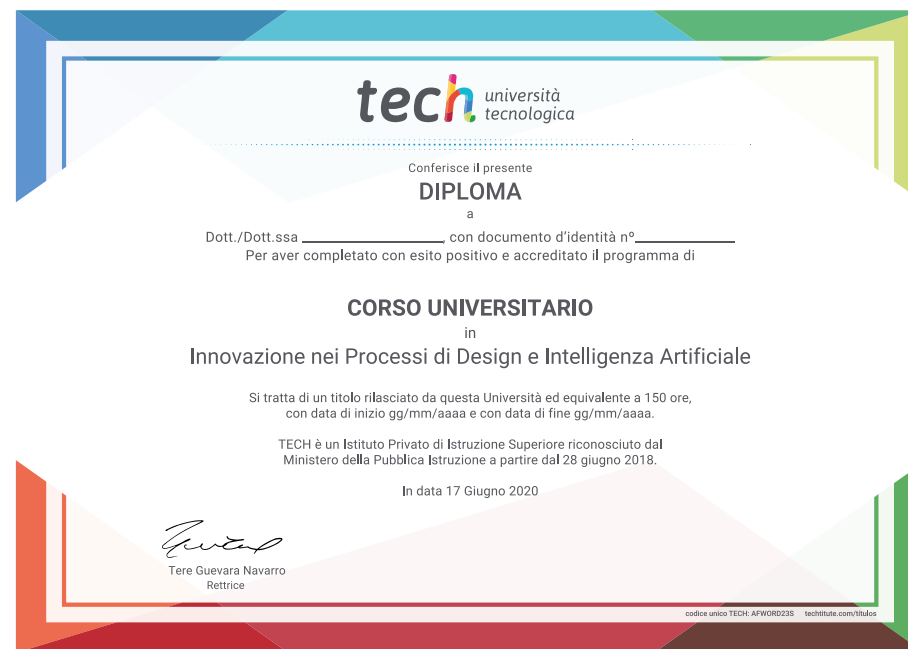 tech università
tecnologica
Conferisce il presente
DIPLOMA
a
Dott./Dott.ssa ____________________, con documento d'identità nº______________
Per aver completato con esito positivo e accreditato il programma di
CORSO UNIVERSITARIO
in
Innovazione nei Processi di Design e Intelligenza Artificiale
Si tratta di un titolo rilasciato da questa Università ed equivalente a 150 ore,
con data di inizio gg/mm/aaaa e con data di fine gg/mm/aaaa.
TECH è un Istituto Privato di Istruzione Superiore riconosciuto dal
Ministero della Pubblica Istruzione a partire dal 28 giugno 2018.
In data 17 Giugno 2020
Tere Guevara Navarro
Rettrice
codice unico TECH: AFWORD23S techtitute.com/titulos